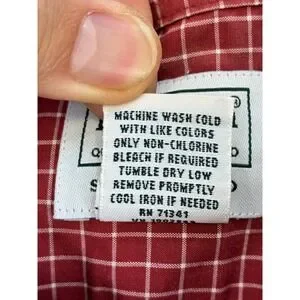 MACHINE WASH COLD
WITH LIKE COLORS
ONLY NON-CHLORINE
BLEACH IF REQUIRED
TUMBLE DRY LOW
REMOVE PROMPTLY
COOL IRON IF NEEDED
RN 71341